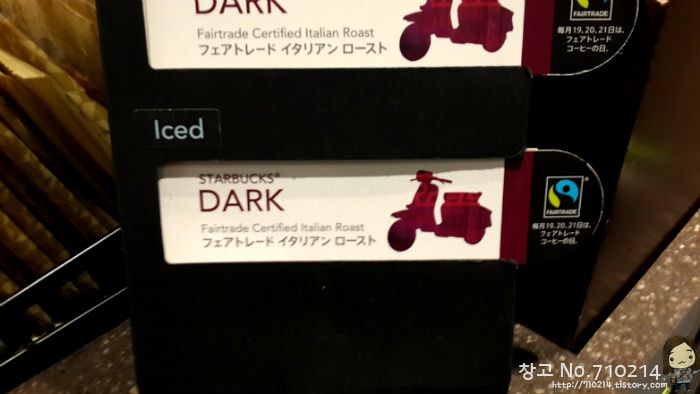 DARK
Fairtrade Certified Italian Roast
フェアトレード イタリアン ロースト
FAIRTRADE
毎月19、20、21日は、
フェアトレード
コーヒーの日。
Iced
STARBUCKS®
DARK
Fairtrade Certified Italian Roast
フェアトレード イタリアン ロースト
®
FAIRTRADE
毎月19、20、21日は、
フェアトレード
コーヒーの日。
창고 No.710214
http://710214.tistory.com/